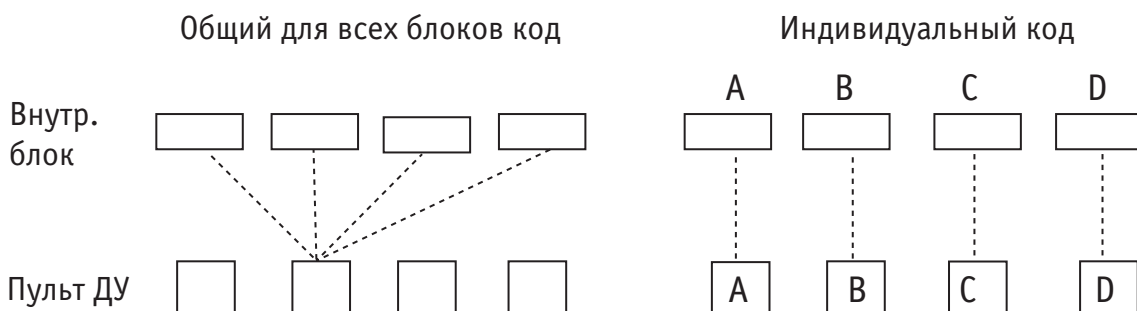 Общий для всех блоков код
Индивидуальный код
A B C D
Внутр.
блок
Пульт ДУ
A B C D